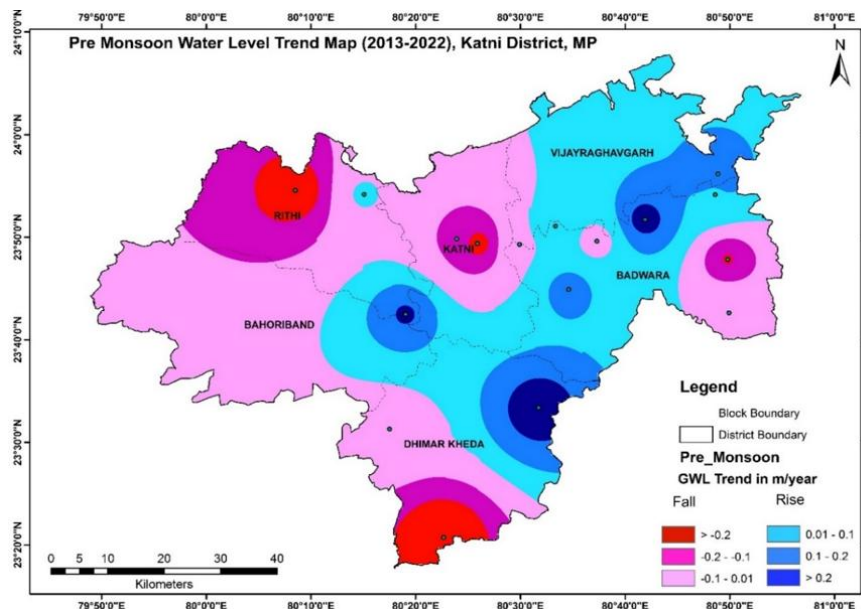 79°50'0"E 80°0'0"E 80°10'0"E 80°20'0"E 80°30'0"E 80°40'0"E 80°50'0"E 81°0'0"E
24°10'0"N
Pre Monsoon Water Level Trend Map (2013-2022), Katni District, MP
N
24°0'0"N
VIJAYRAGHAVGARH
RITHI
23°50'0"N
KATNI
BADWARA
BAHORIBAND
23°40'0"N
Legend
Block Boundary
District Boundary
DHIMAR KHEDA
23°30'0"N
Pre_Monsoon
GWL Trend in m/year
Fall Rise
> -0.2 0.01 - 0.1
-0.2 - -0.1 0.1 - 0.2
-0.1 - 0.01 > 0.2
23°20'0"N
0 5 10 20 30 40
Kilometers
79°50'0"E 80°0'0"E 80°10'0"E 80°20'0"E 80°30'0"E 80°40'0"E 80°50'0"E 81°0'0"E